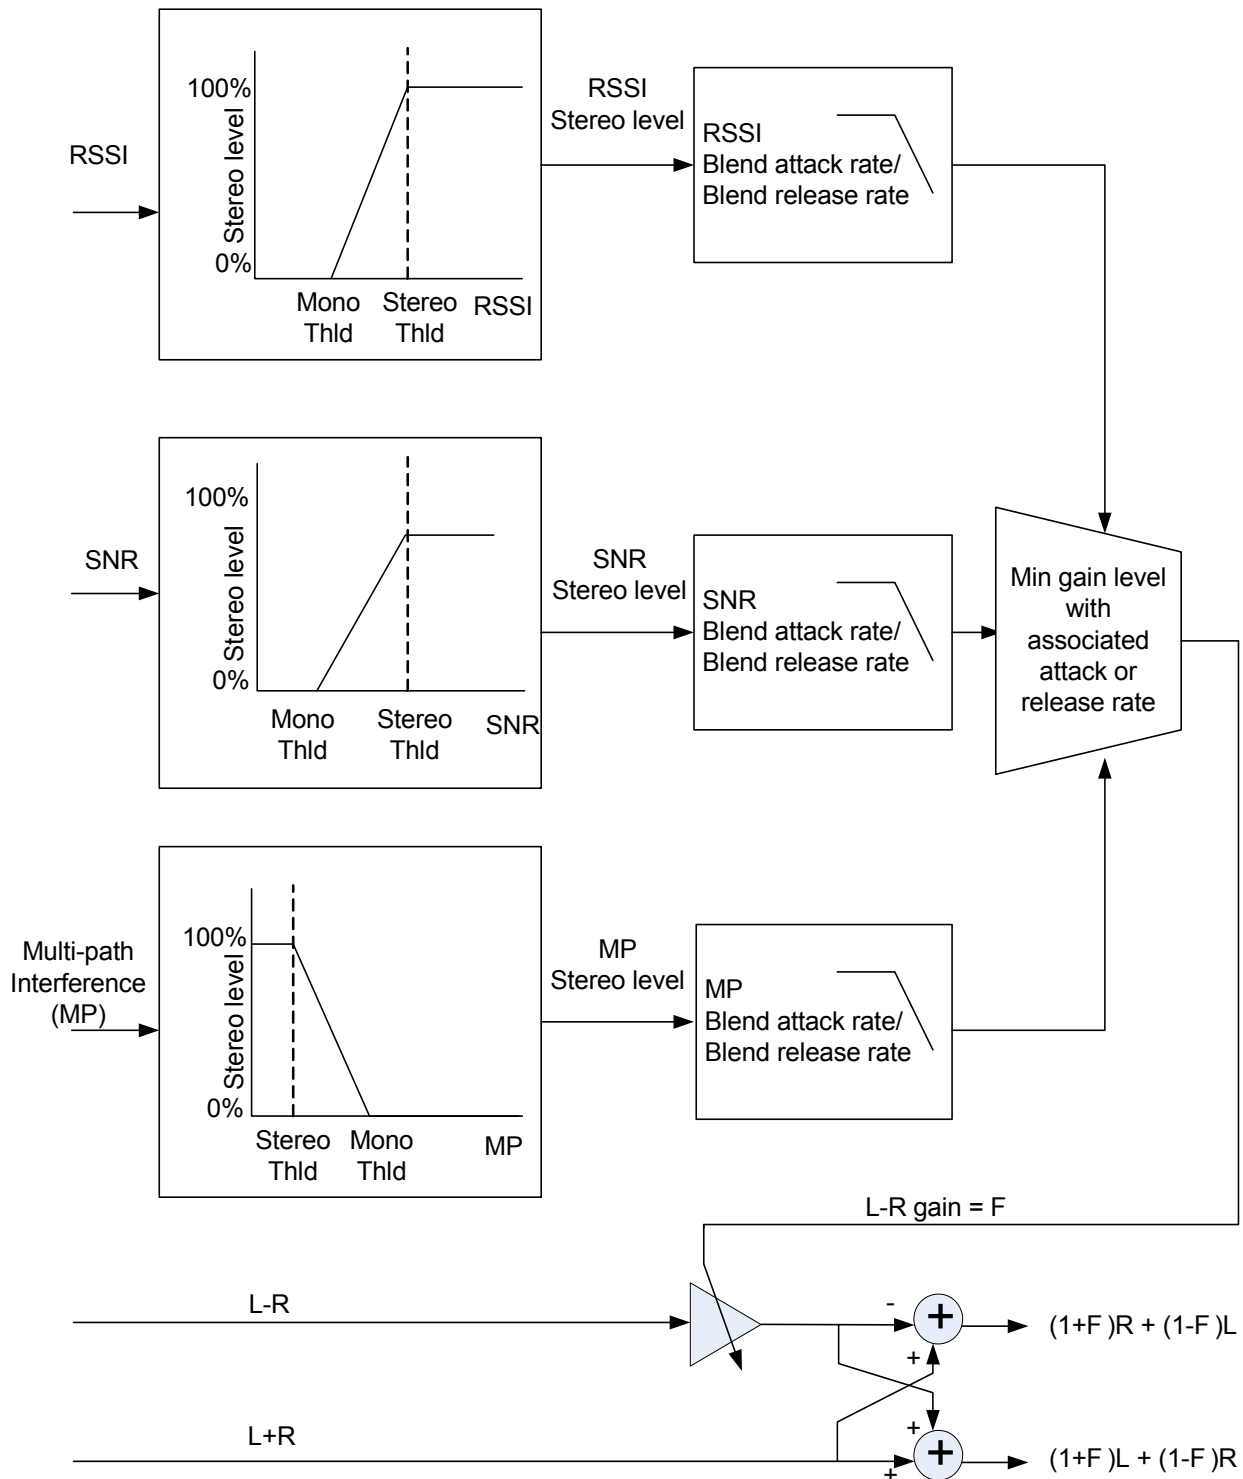 RSSI
100%
Stereo level
0%
Mono
Thld
Stereo
Thld
RSSI
RSSI
Stereo level
RSSI
Blend attack rate/
Blend release rate
SNR
100%
Stereo level
0%
Mono
Thld
Stereo
Thld
SNR
SNR
Stereo level
SNR
Blend attack rate/
Blend release rate
Min gain level
with
associated
attack or
release rate
Multi-path
Interference
(MP)
100%
Stereo level
0%
Stereo
Thld
Mono
Thld
MP
MP
Stereo level
MP
Blend attack rate/
Blend release rate
L-R gain = F
L-R
-
+
+
(1+F )R + (1-F )L
L+R
+
+
+
(1+F )L + (1-F )R